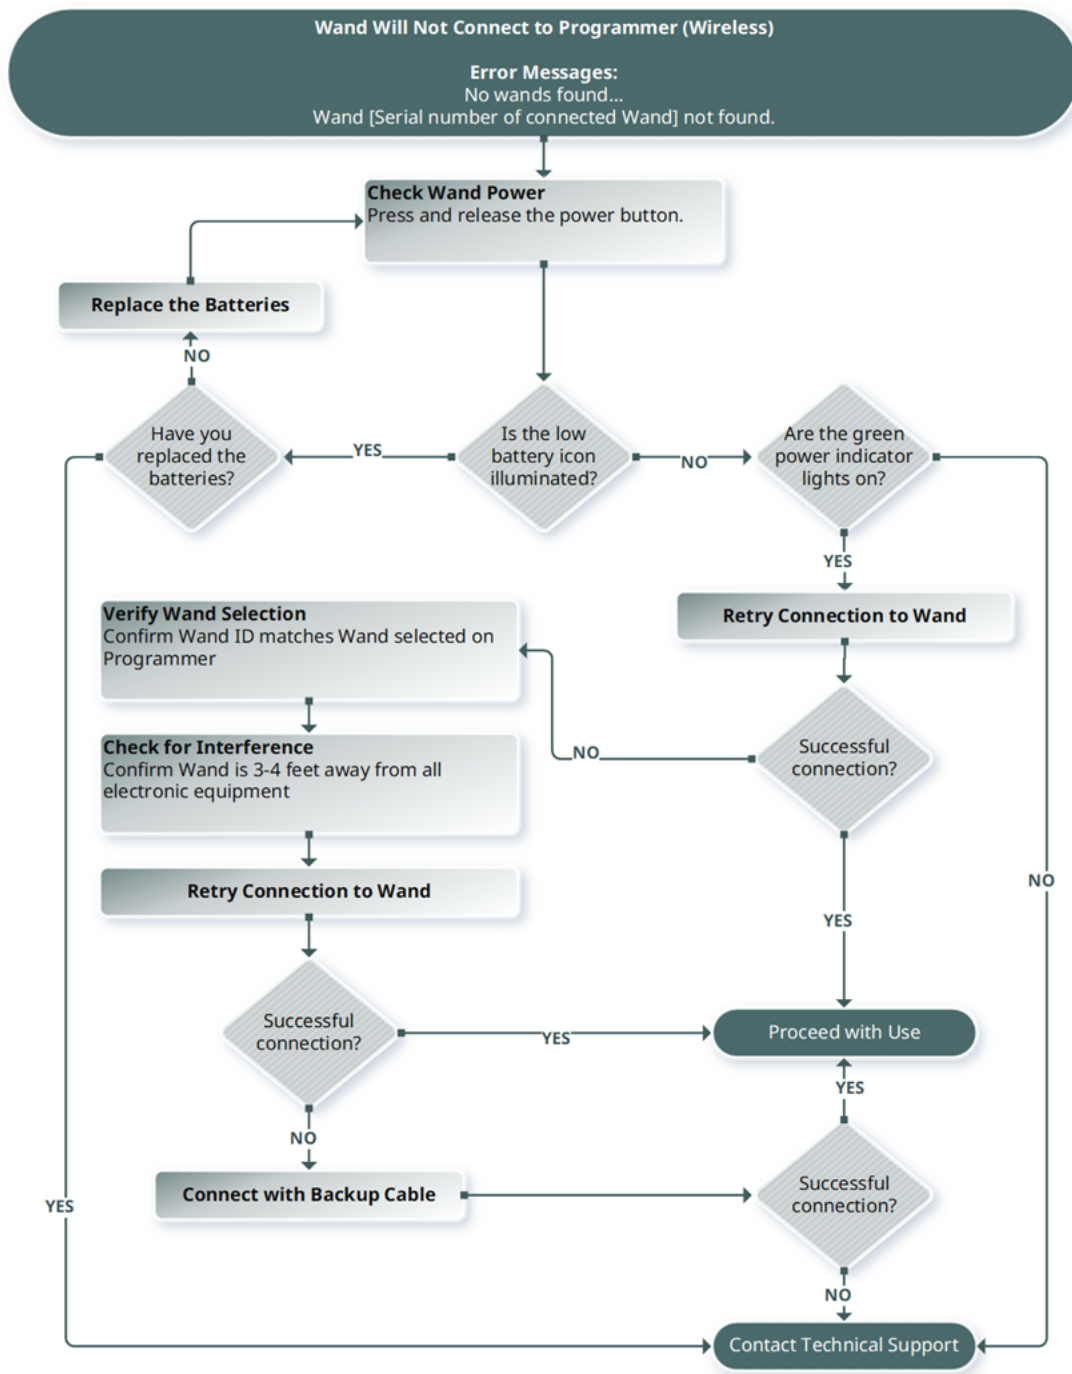 Wand Will Not Connect to Programmer (Wireless)
Error Messages:
No wands found...
Wand [Serial number of connected Wand] not found.
Check Wand Power
Press and release the power button.
Replace the Batteries
NO
Have you
replaced the
batteries?
YES
Is the low
battery icon
illuminated?
NO
Are the green
power indicator
lights on?
YES
Retry Connection to Wand
Verify Wand Selection
Confirm Wand ID matches Wand selected on
Programmer
Successful
connection?
NO
Check for Interference
Confirm Wand is 3-4 feet away from all
electronic equipment
Retry Connection to Wand
NO
YES
Successful
connection?
YES
Proceed with Use
YES
NO
Connect with Backup Cable
Successful
connection?
YES
NO
Contact Technical Support